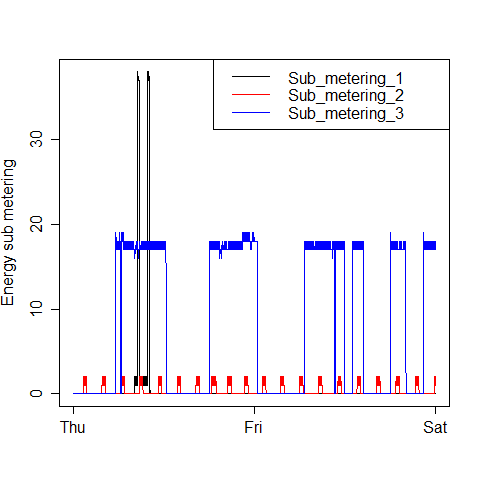 Sub_metering_1
Sub_metering_2
Sub_metering_3
Energy sub metering
30
20
10
0
Thu Fri Sat